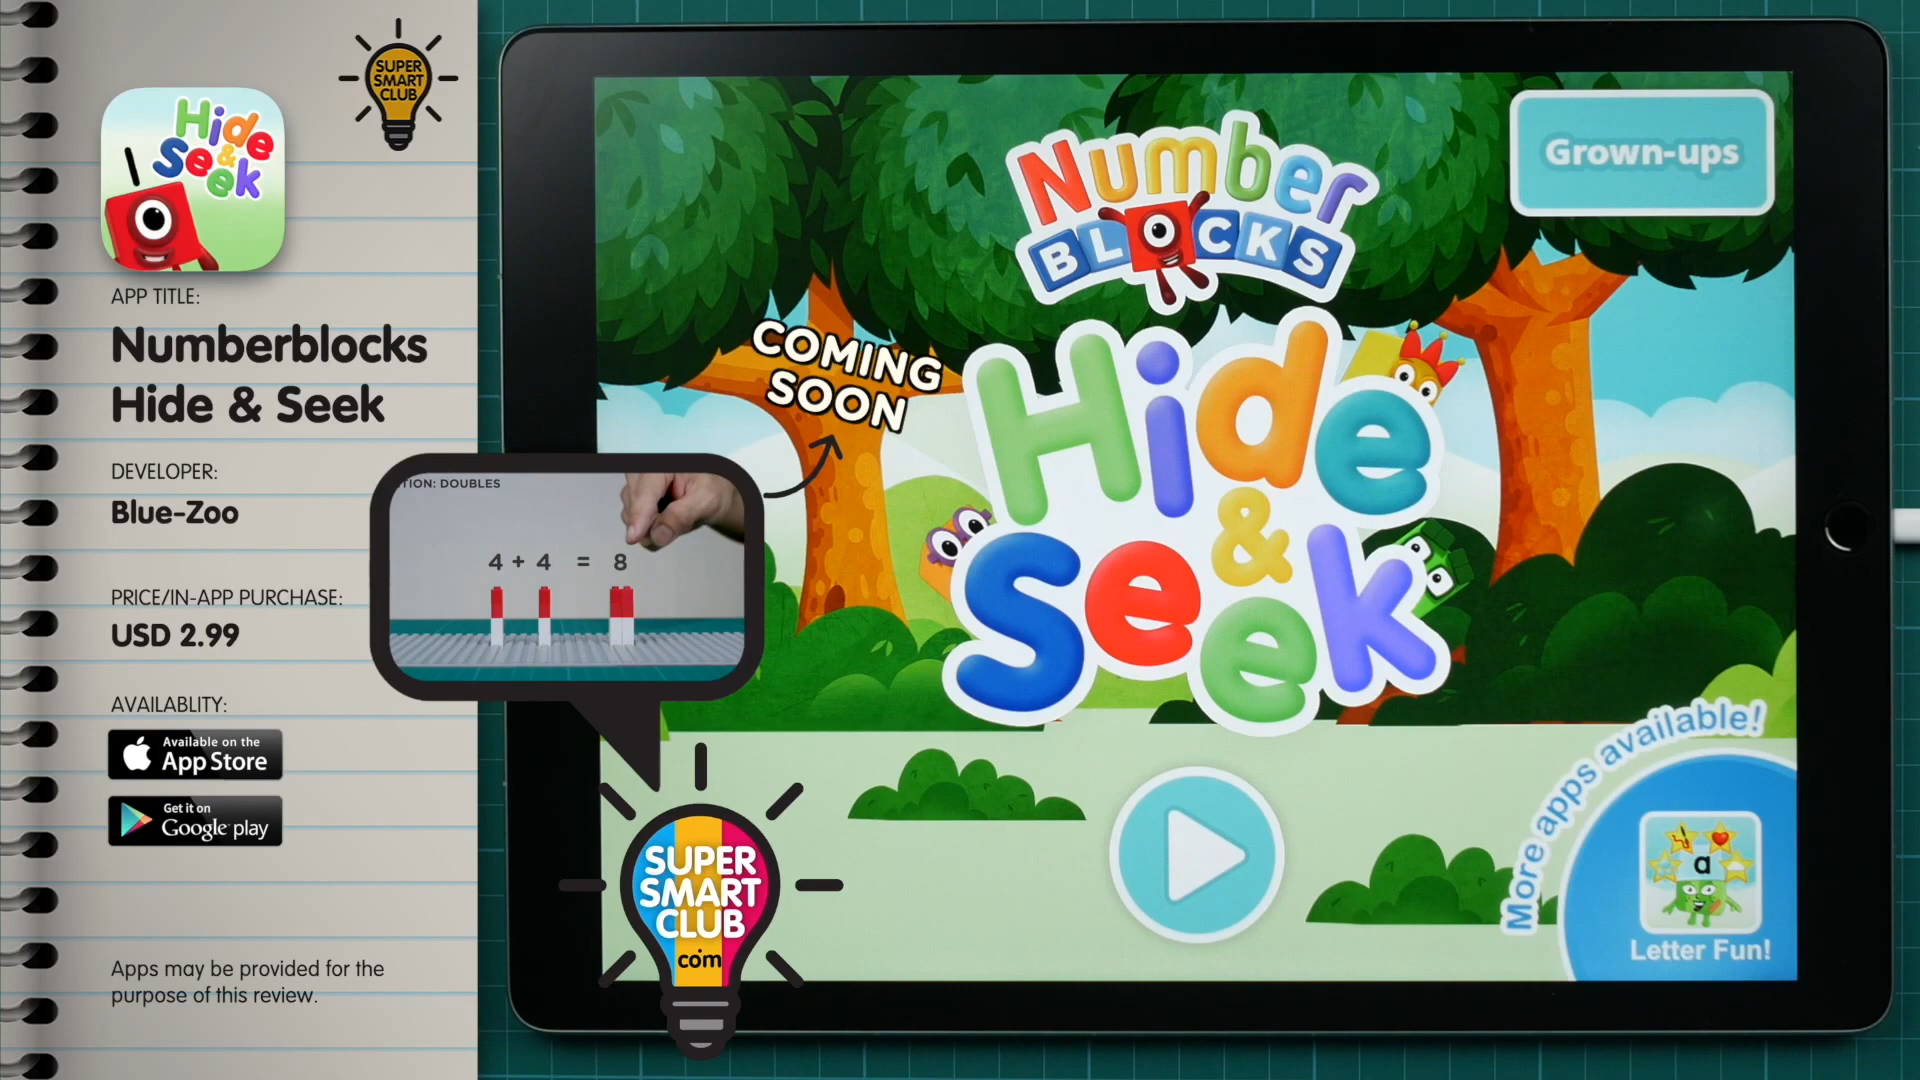 SUPER
SMART
CLUB
Hide
&
Seek
APP TITLE:
Numberblocks
Hide & Seek
DEVELOPER:
Blue-Zoo
PRICE/IN-APP PURCHASE:
USD 2.99
AVAILABLITY:
Available on the
App Store
Get it on
Google play
Apps may be provided for the
purpose of this review.
COMING
SOON
TION: DOUBLES
4 + 4 = 8
SUPER
SMART
CLUB
.com
Number
BLOCKS
Hide
&
Seek
Grown-ups
More apps available!
a
Letter Fun!